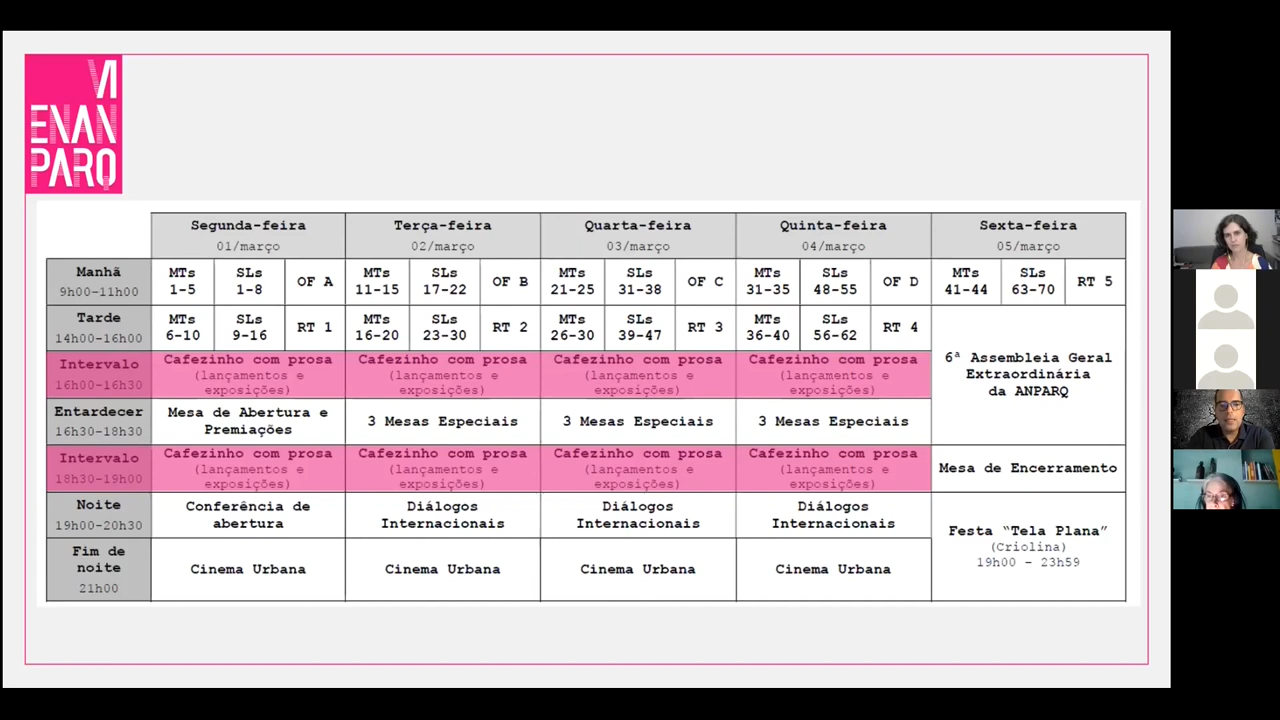 VI
ENAN
PARQ
Segunda-feira Terça-feira Quarta-feira Quinta-feira Sexta-feira
01/março 02/março 03/março 04/março 05/março
Manhã MTs SLs OF A MTs SLs OF B MTs SLs OF C MTs SLs OF D MTs SLs RT 5
9h00-11h00 1-5 1-8 11-15 17-22 21-25 31-38 31-35 48-55 41-44 63-70
Tarde MTs SLs RT 1 MTs SLs RT 2 MTs SLs RT 3 MTs SLs RT 4
14h00-16h00 6-10 9-16 16-20 23-30 26-30 39-47 36-40 56-62
Intervalo Cafezinho com prosa Cafezinho com prosa Cafezinho com prosa Cafezinho com prosa 6ª Assembleia Geral
16h00-16h30 (lançamentos e (lançamentos e (lançamentos e (lançamentos e Extraordinária
exposições) exposições) exposições) exposições) da ANPARQ
Entardecer Mesa de Abertura e 3 Mesas Especiais 3 Mesas Especiais 3 Mesas Especiais
16h30-18h30 Premiações
Intervalo Cafezinho com prosa Cafezinho com prosa Cafezinho com prosa Cafezinho com prosa Mesa de Encerramento
18h30-19h00 (lançamentos e (lançamentos e (lançamentos e (lançamentos e
exposições) exposições) exposições) exposições)
Noite Conferência de Diálogos Diálogos Diálogos
19h00-20h30 abertura Internacionais Internacionais Internacionais Festa “Tela Plana”
Fim de (Criolina)
noite Cinema Urbana Cinema Urbana Cinema Urbana Cinema Urbana 19h00 - 23h59
21h00